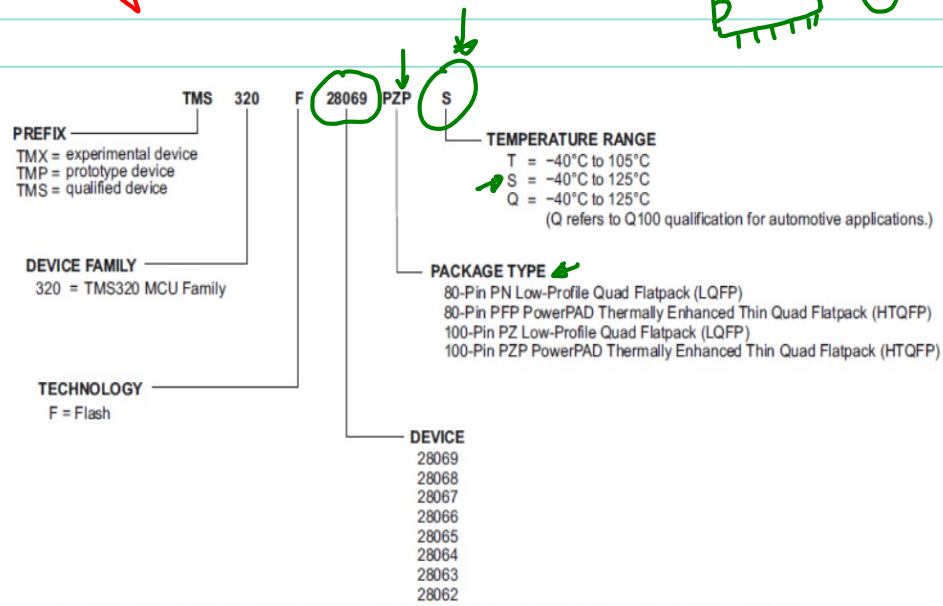 TMS 320 F 28069 PZP S
PREFIX
TMX = experimental device
TMP = prototype device
TMS = qualified device
TEMPERATURE RANGE
T = −40°C to 105°C
S = −40°C to 125°C
Q = −40°C to 125°C
(Q refers to Q100 qualification for automotive applications.)
DEVICE FAMILY
320 = TMS320 MCU Family
PACKAGE TYPE
80-Pin PN Low-Profile Quad Flatpack (LQFP)
80-Pin PFP PowerPAD Thermally Enhanced Thin Quad Flatpack (HTQFP)
100-Pin PZ Low-Profile Quad Flatpack (LQFP)
100-Pin PZP PowerPAD Thermally Enhanced Thin Quad Flatpack (HTQFP)
TECHNOLOGY
F = Flash
DEVICE
28069
28068
28067
28066
28065
28064
28063
28062